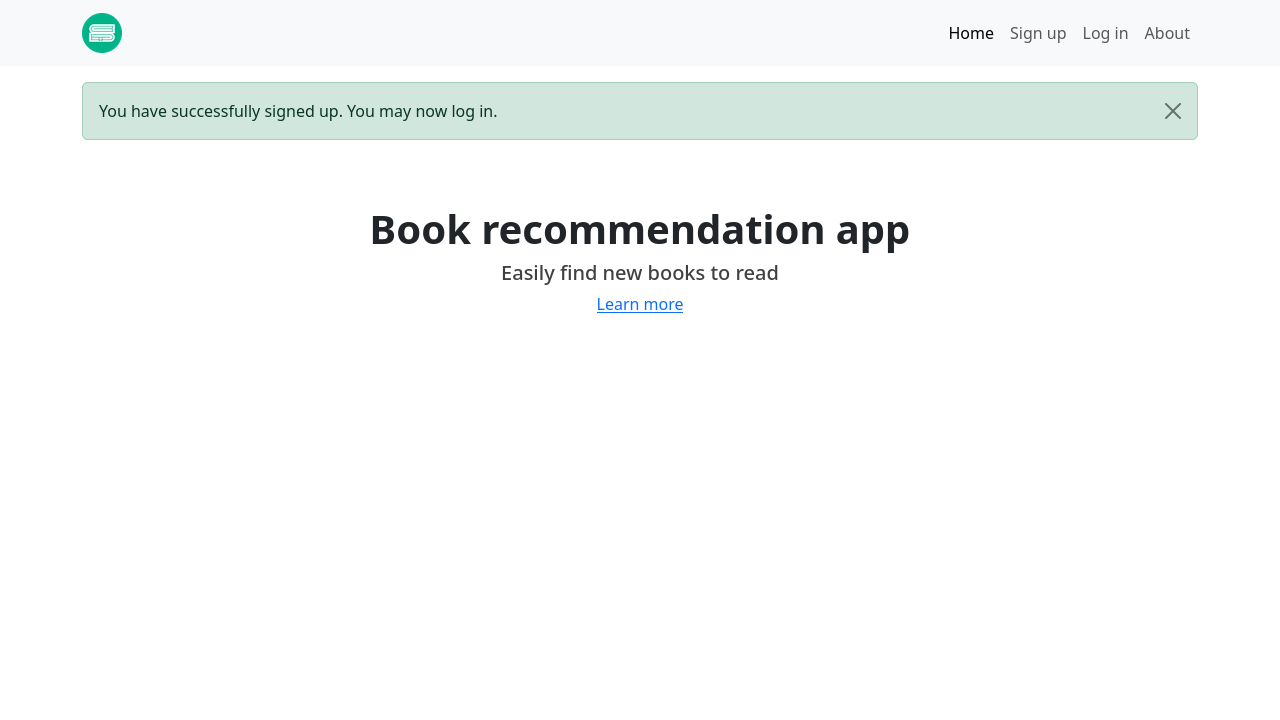 Home Sign up Log in About
You have successfully signed up. You may now log in.
Book recommendation app
Easily find new books to read
Learn more